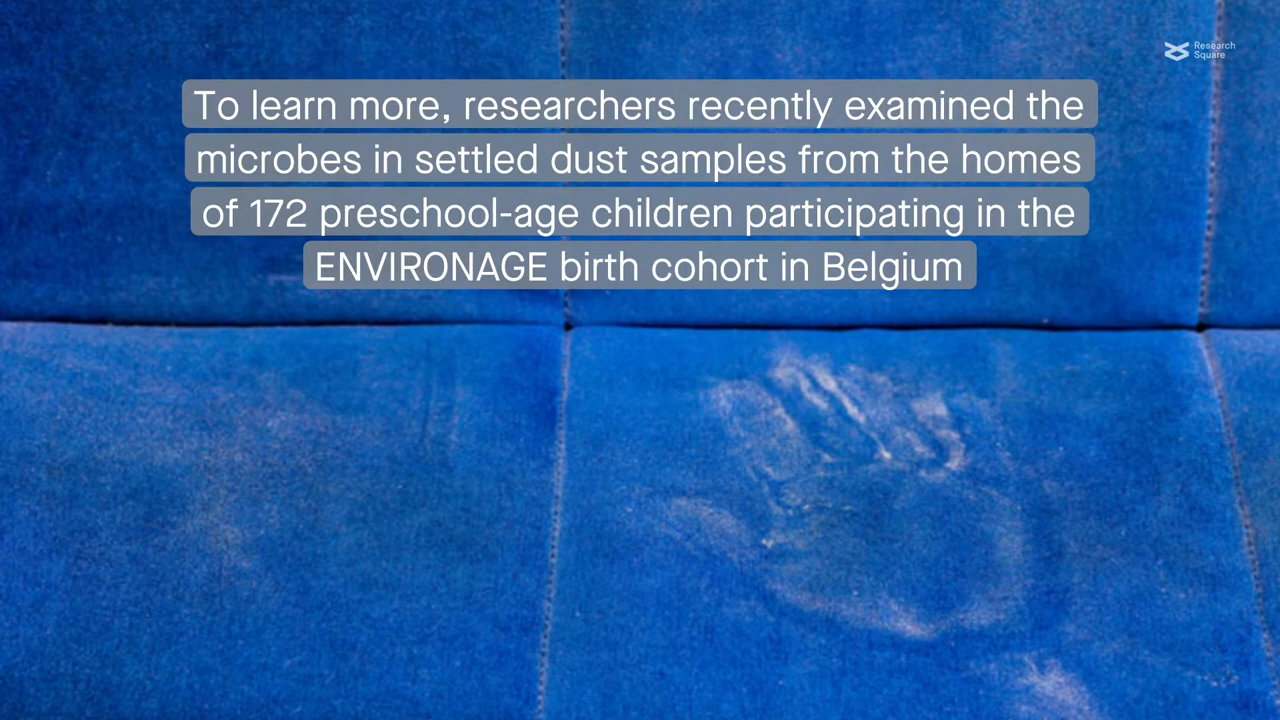 Research
Square
To learn more, researchers recently examined the
microbes in settled dust samples from the homes
of 172 preschool-age children participating in the
ENVIRONAGE birth cohort in Belgium